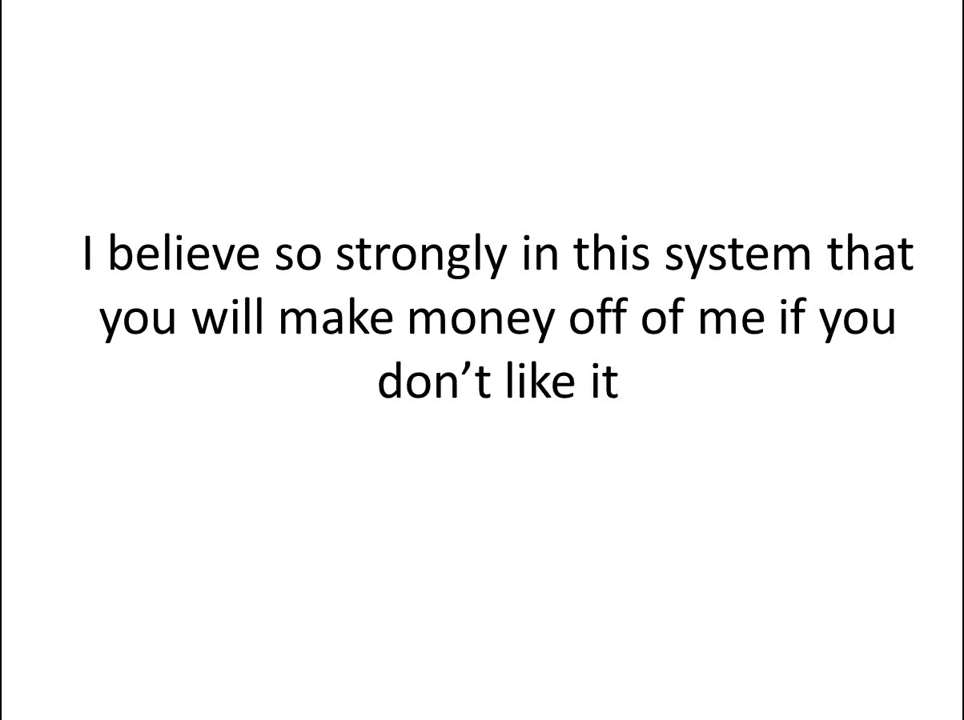 I believe so strongly in this system that
you will make money off of me if you
don’t like it